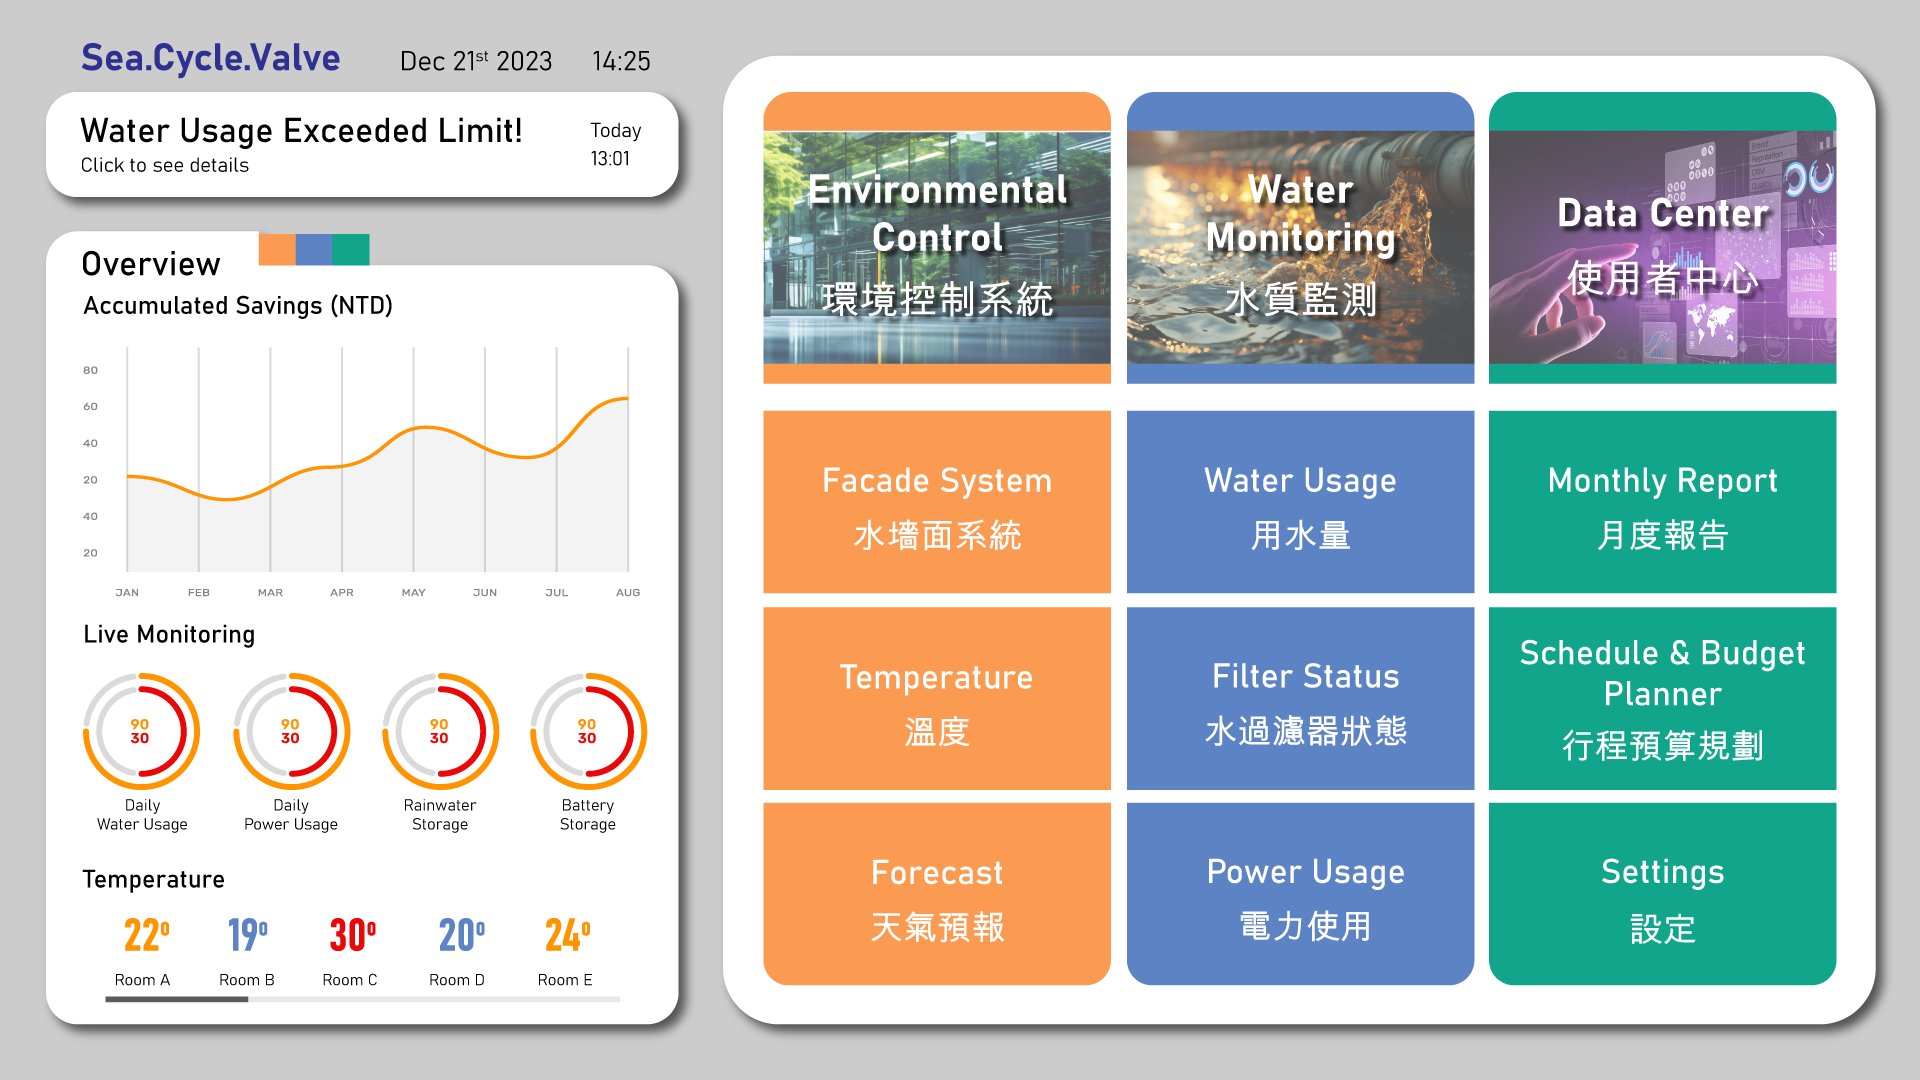 Sea.Cycle.Valve
Dec 21st 2023
14:25
Water Usage Exceeded Limit!
Click to see details
Today
13:01
Overview
Accumulated Savings (NTD)
80
60
40
20
40
20
JAN FEB MAR APR MAY JUN JUL AUG
Live Monitoring
90
30
Daily
Water Usage
90
30
Daily
Power Usage
90
30
Rainwater
Storage
90
30
Battery
Storage
Temperature
22º 19º 30º 20º 24º
Room A Room B Room C Room D Room E
Environmental
Control
環境控制系統
Facade System
水墻面系統
Temperature
溫度
Forecast
天氣預報
Water
Monitoring
水質監測
Water Usage
用水量
Filter Status
水過濾器狀態
Power Usage
電力使用
Brand
Reputation
CRM
Quality
Data Center
使用者中心
Monthly Report
月度報告
Schedule & Budget
Planner
行程預算規劃
Settings
設定